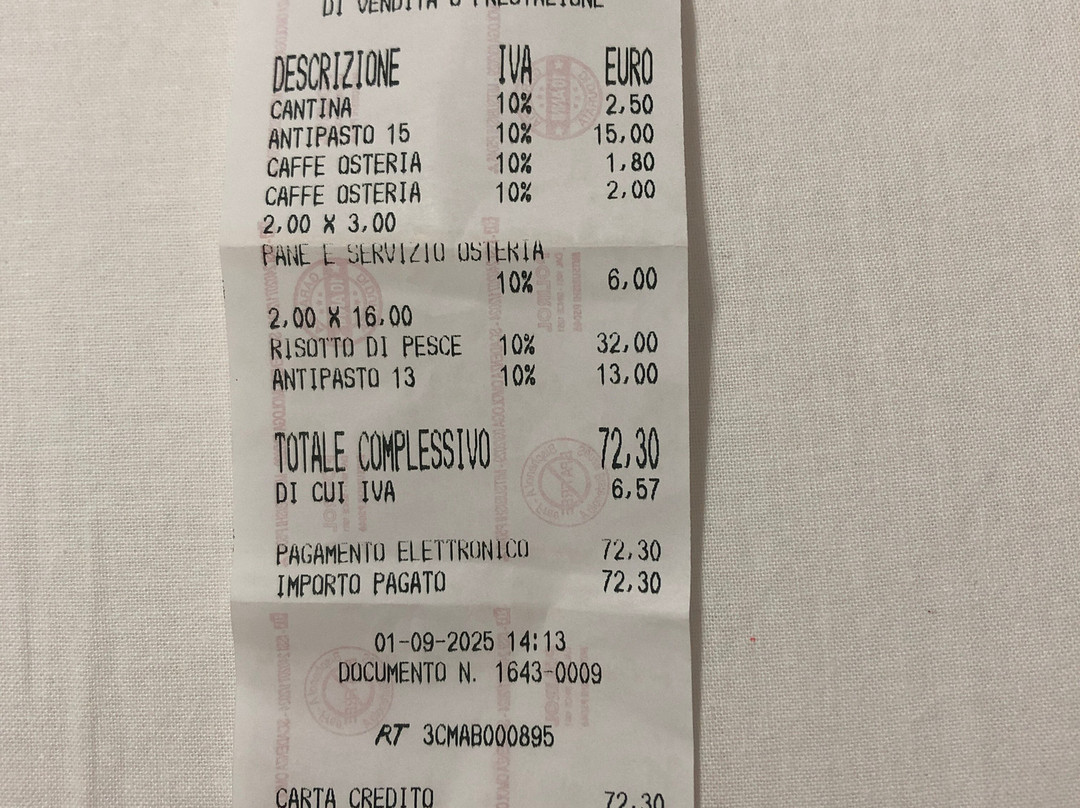 DI VENDITA O PRESTAZIONE
DESCRIZIONE IVA EURO
CANTINA 10% 2,50
ANTIPASTO 15 10% 15,00
CAFFE OSTERIA 10% 1,80
CAFFE OSTERIA 10% 2,00
2,00 X 3,00
PANE E SERVIZIO OSTERIA
10% 6,00
2,00 X 16,00
RISOTTO DI PESCE 10% 32,00
ANTIPASTO 13 10% 13,00
TOTALE COMPLESSIVO 72,30
DI CUI IVA 6,57
PAGAMENTO ELETTRONICO 72,30
IMPORTO PAGATO 72,30
01-09-2025 14:13
DOCUMENTO N. 1643-0009
RT 3CMAB000895
CARTA CREDITO 72,30